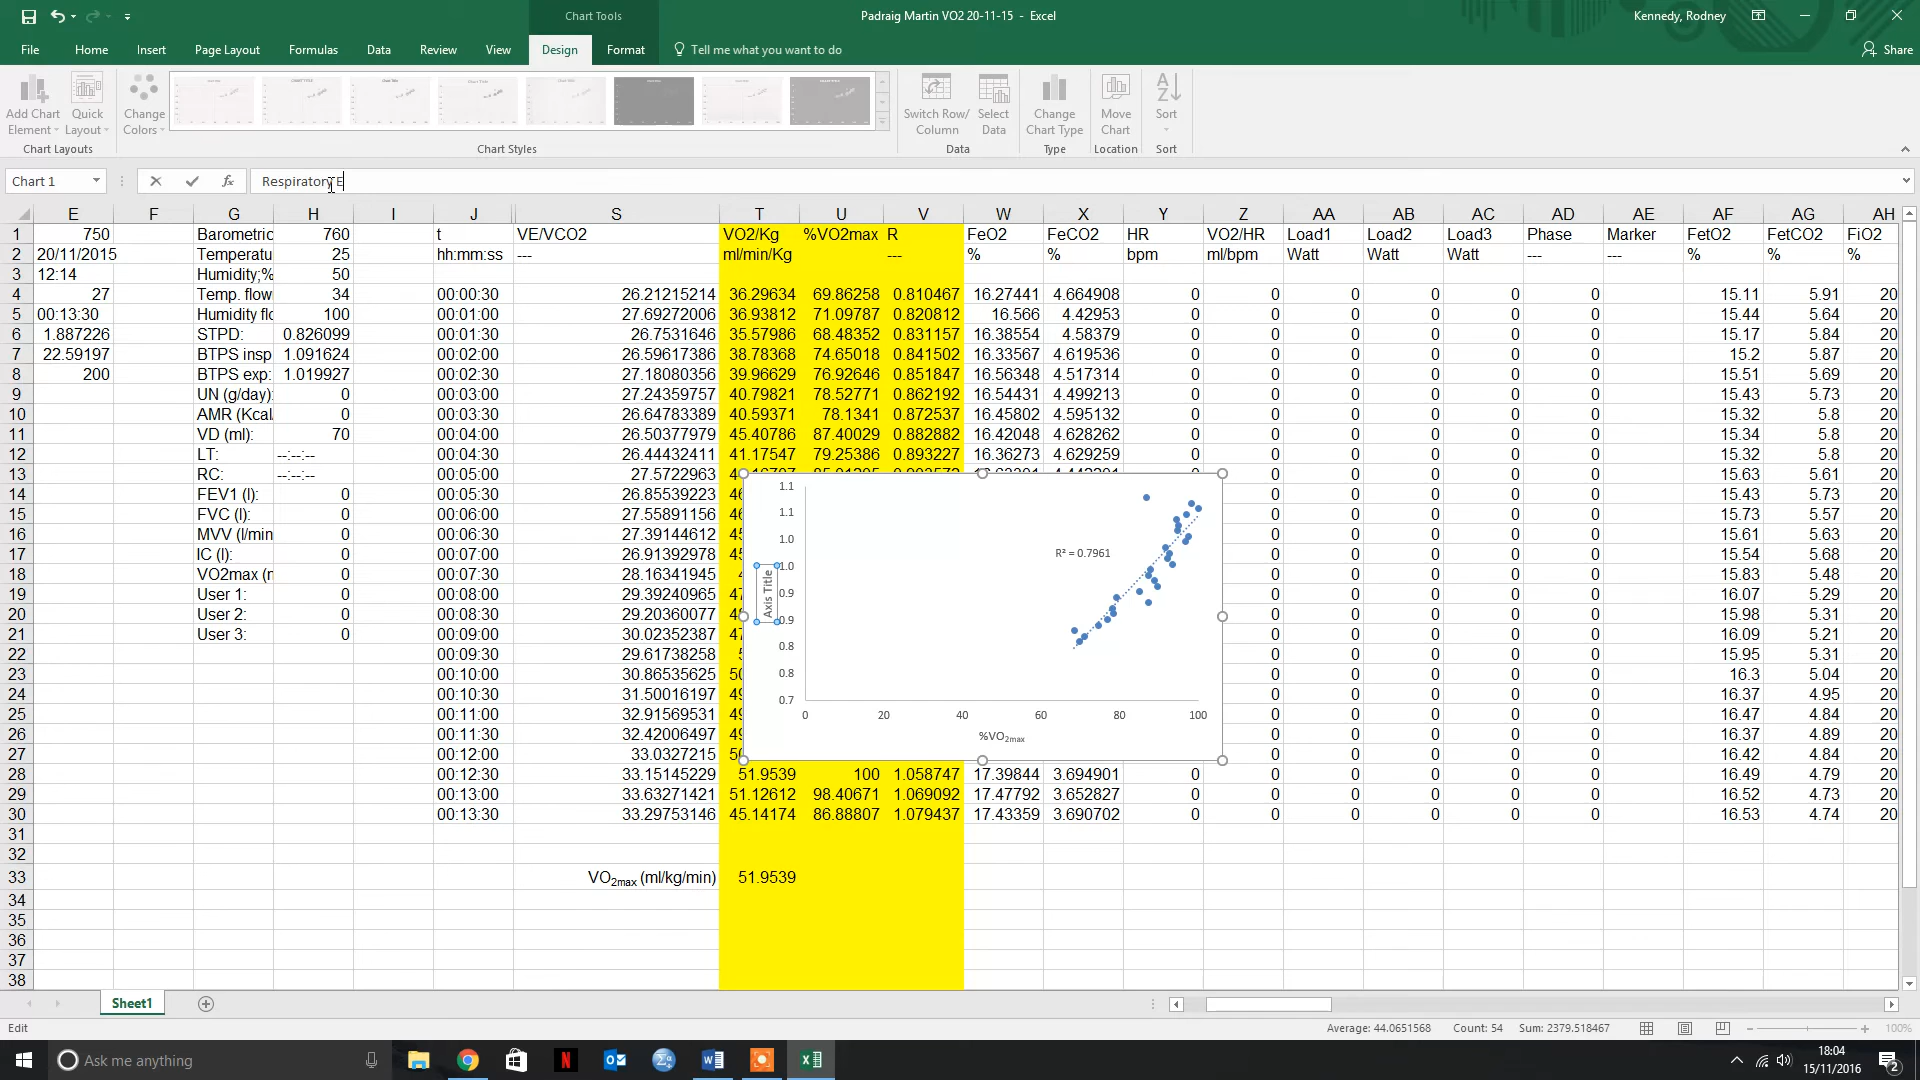 Chart Tools
Padraig Martin VO2 20-11-15 - Excel
Kennedy, Rodney
File Home Insert Page Layout Formulas Data Review View Design Format Tell me what you want to do Share
Add Chart Element Quick Layout Change Colors Switch Row/ Column Select Data Change Chart Type Move Chart Sort
Chart Layouts Chart Styles Data Type Location Sort
Chart 1 fx Respiratory E
E F G H I J S T U V W X Y Z AA AB AC AD AE AF AG AH
1 750 Barometric 760 t VE/VCO2 VO2/Kg %VO2max R FeO2 FeCO2 HR VO2/HR Load1 Load2 Load3 Phase Marker FetO2 FetCO2 FiO2
2 20/11/2015 Temperatu 25 hh:mm:ss --- ml/min/Kg --- % % bpm ml/bpm Watt Watt Watt --- --- % % %
3 12:14 Humidity;% 50
4 27 Temp. flow 34 00:00:30 26.21215214 36.29634 69.86258 0.810467 16.27441 4.664908 0 0 0 0 0 0 15.11 5.91 20
5 00:13:30 Humidity flo 100 00:01:00 27.69272006 36.93812 71.09787 0.820812 16.566 4.42953 0 0 0 0 0 0 15.44 5.64 20
6 1.887226 STPD: 0.826099 00:01:30 26.7531646 35.57986 68.48352 0.831157 16.38554 4.58379 0 0 0 0 0 0 15.17 5.84 20
7 22.59197 BTPS insp 1.091624 00:02:00 26.59617386 38.78368 74.65018 0.841502 16.33567 4.619536 0 0 0 0 0 0 15.2 5.87 20
8 200 BTPS exp: 1.019927 00:02:30 27.18080356 39.96629 76.92646 0.851847 16.56348 4.517314 0 0 0 0 0 0 15.51 5.69 20
9 UN (g/day): 0 00:03:00 27.24359757 40.79821 78.52771 0.862192 16.54431 4.499213 0 0 0 0 0 0 15.43 5.73 20
10 AMR (Kcal 0 00:03:30 26.64783389 40.59371 78.1341 0.872537 16.45802 4.595132 0 0 0 0 0 0 15.32 5.8 20
11 VD (ml): 70 00:04:00 26.50377979 45.40786 87.40029 0.882882 16.42048 4.628262 0 0 0 0 0 0 15.34 5.8 20
12 LT: --:--:-- 00:04:30 26.44432411 41.17547 79.25386 0.893227 16.36273 4.629259 0 0 0 0 0 0 15.32 5.8 20
13 RC: --:--:-- 00:05:00 27.5722963 0 0 0 0 0 15.63 5.61 20
14 FEV1 (l): 0 00:05:30 26.85539223 46 0 0 0 0 0 15.43 5.73 20
15 FVC (l): 0 00:06:00 27.55891156 45 0 0 0 0 0 15.73 5.57 20
16 MVV (l/min 0 00:06:30 27.39144612 45 0 0 0 0 0 15.61 5.63 20
17 IC (l): 0 00:07:00 26.91392978 45 0 0 0 0 0 15.54 5.68 20
18 VO2max (n 0 00:07:30 28.16341945 4 0 0 0 0 0 15.83 5.48 20
19 User 1: 0 00:08:00 29.39240965 47 0 0 0 0 0 16.07 5.29 20
20 User 2: 0 00:08:30 29.20360077 48 0 0 0 0 0 15.98 5.31 20
21 User 3: 0 00:09:00 30.02352387 47 0 0 0 0 0 16.09 5.21 20
22 00:09:30 29.61738258 5 0 0 0 0 0 15.95 5.31 20
23 00:10:00 30.86535625 50 0 0 0 0 0 16.3 5.04 20
24 00:10:30 31.50016197 49 0 0 0 0 0 16.37 4.95 20
25 00:11:00 32.91569531 49 0 0 0 0 0 16.47 4.84 20
26 00:11:30 32.42006497 49 0 0 0 0 0 16.37 4.89 20
27 00:12:00 33.0327215 50 0 0 0 0 0 16.42 4.84 20
28 00:12:30 33.15145229 51.9539 100 1.058747 17.39844 3.694901 0 0 0 0 0 0 16.49 4.79 20
29 00:13:00 33.63271421 51.12612 98.40671 1.069092 17.47792 3.652827 0 0 0 0 0 0 16.52 4.73 20
30 00:13:30 33.29753146 45.14174 86.88807 1.079437 17.43359 3.690702 0 0 0 0 0 0 16.53 4.74 20
31
32
33 VO2max (ml/kg/min) 51.9539
34
35
36
37
38
1.1
1.1
1.0
R² = 0.7961
1.0
Axis Title
0.9
0.9
0.8
0.8
0.7
0 20 40 60 80 100
%VO2max
Sheet1
Edit Average: 44.0651568 Count: 54 Sum: 2379.518467 100%
Ask me anything
18:04
15/11/2016
2